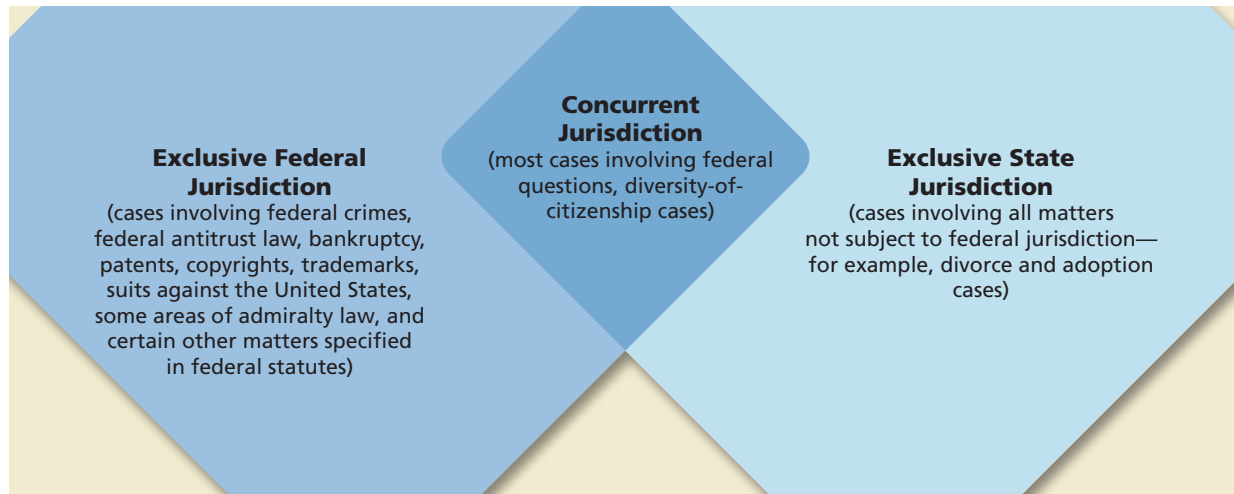 Exclusive Federal
Jurisdiction
(cases involving federal crimes,
federal antitrust law, bankruptcy,
patents, copyrights, trademarks,
suits against the United States,
some areas of admiralty law, and
certain other matters specified
in federal statutes)
Concurrent
Jurisdiction
(most cases involving federal
questions, diversity-of-
citizenship cases)
Exclusive State
Jurisdiction
(cases involving all matters
not subject to federal jurisdiction—
for example, divorce and adoption
cases)